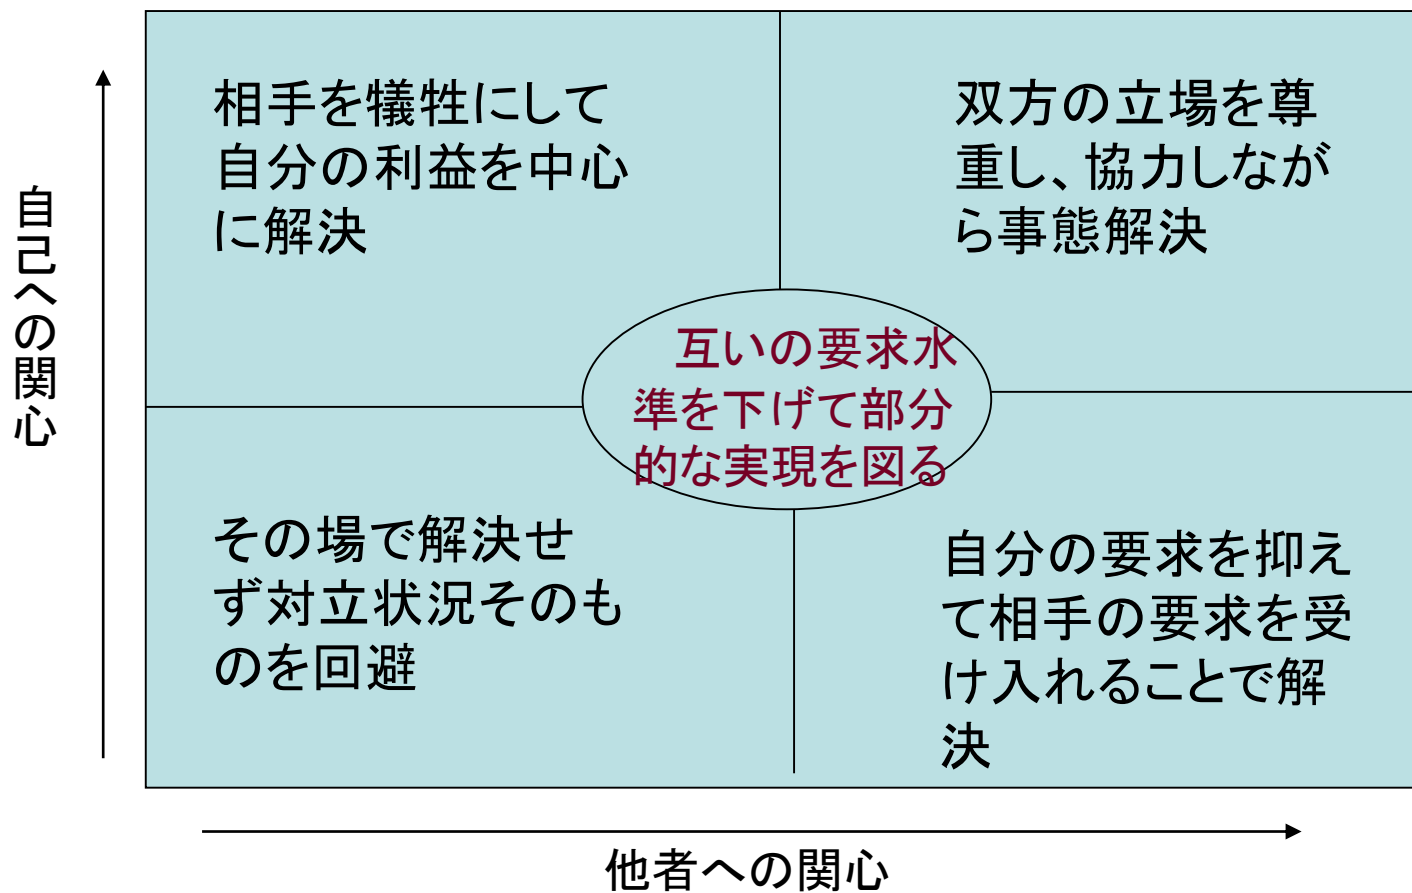 相手を犠牲にして
自分の利益を中心
に解決
双方の立場を尊
重し、協力しなが
ら事態解決
自己への関心
互いの要求水
準を下げて部分
的な実現を図る
その場で解決せ
ず対立状況そのも
のを回避
自分の要求を抑え
て相手の要求を受
け入れることで解
決
他者への関心